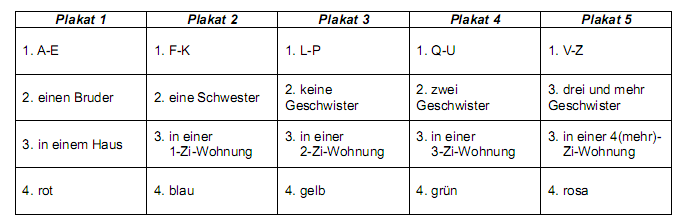 Plakat 1 Plakat 2 Plakat 3 Plakat 4 Plakat 5
1. A-E 1. F-K 1. L-P 1. Q-U 1. V-Z
2. einen Bruder
2. eine Schwester
2. keine
Geschwister
2. zwei
Geschwister
3. drei und mehr
Geschwister
3. in einem Haus
3. in einer
1-Zi-Wohnung
3. in einer
2-Zi-Wohnung
3. in einer
3-Zi-Wohnung
3. in einer 4(mehr)-
Zi-Wohnung
4. rot 4. blau 4. gelb 4. grün 4. rosa